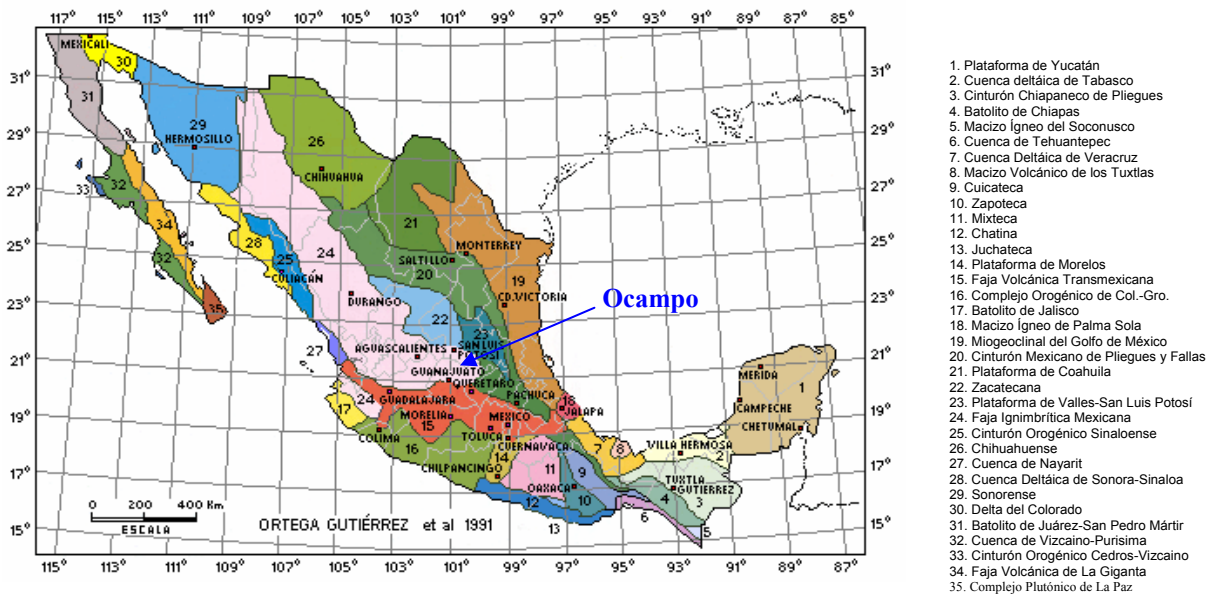 117° 115° 113° 111° 109° 107° 105° 103° 101° 99° 97° 95° 93° 91° 89° 87° 85°
MEXICALI
30
31° 31°
31
29
HERMOSILLO
29° 29°
26
CHIHUAHUA
27° 27°
33 32
34
21
28
25° 25°
32
25
CULIACÁN
24
MONTERREY
SALTILLO
20
19
23° 23°
35
DURANGO
CD.VICTORIA
Ocampo
22
23
21° 21°
27
AGUASCALIENTES
SAN LUIS
POTOSÍ
GUANAJUATO
QUERETARO
MERIDA
1
19° 19°
24
17
GUADALAJARA
PACHUCA
18
JALAPA
CAMPECHE
MORELIA
MEXICO
CHETUMAL
15
COLIMA
TOLUCA
CUERNAVACA
VILLA HERMOSA
16
14
7
8
2
17° 17°
CHILPANCINGO
11
9
TUXTLA
GUTIERREZ
OAXACA
10
4
3
12
6
5
13
0 200 400 Km
ESCALA
ORTEGA GUTIÉRREZ et al 1991
15° 15°
115° 113° 111° 109° 107° 105° 103° 101° 99° 97° 95° 93° 91° 89° 87°
1. Plataforma de Yucatán
2. Cuenca deltáica de Tabasco
3. Cinturón Chiapaneco de Pliegues
4. Batolito de Chiapas
5. Macizo Ígneo del Soconusco
6. Cuenca de Tehuantepec
7. Cuenca Deltáica de Veracruz
8. Macizo Volcánico de los Tuxtlas
9. Cuicateca
10. Zapoteca
11. Mixteca
12. Chatina
13. Juchateca
14. Plataforma de Morelos
15. Faja Volcánica Transmexicana
16. Complejo Orogénico de Col.-Gro.
17. Batolito de Jalisco
18. Macizo Ígneo de Palma Sola
19. Miogeoclinal del Golfo de México
20. Cinturón Mexicano de Pliegues y Fallas
21. Plataforma de Coahuila
22. Zacatecana
23. Plataforma de Valles-San Luis Potosí
24. Faja Ignimbrítica Mexicana
25. Cinturón Orogénico Sinaloense
26. Chihuahuense
27. Cuenca de Nayarit
28. Cuenca Deltáica de Sonora-Sinaloa
29. Sonorense
30. Delta del Colorado
31. Batolito de Juárez-San Pedro Mártir
32. Cuenca de Vizcaino-Purisima
33. Cinturón Orogénico Cedros-Vizcaino
34. Faja Volcánica de La Giganta
35. Complejo Plutónico de La Paz